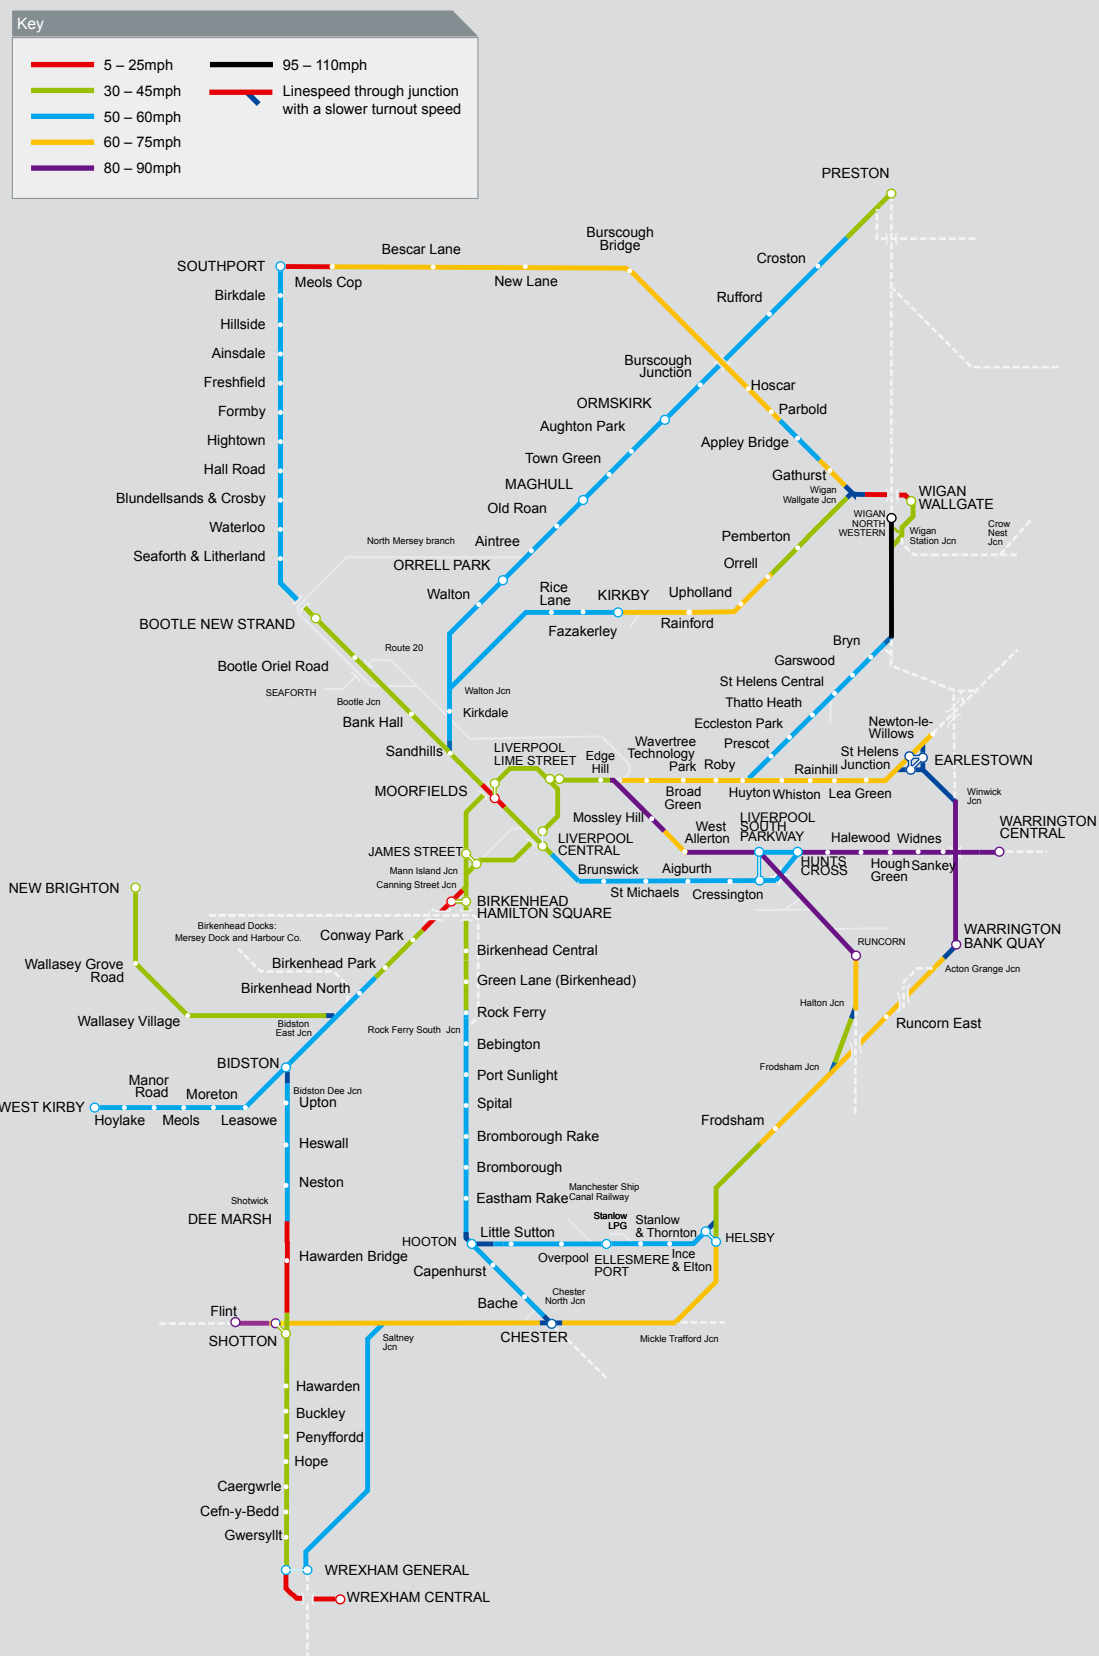 Key
5 – 25mph
95 – 110mph
30 – 45mph
Linespeed through junction
with a slower turnout speed
50 – 60mph
60 – 75mph
80 – 90mph
PRESTON
Burscough
Bridge
Bescar Lane
Croston
SOUTHPORT
Meols Cop
New Lane
Birkdale
Rufford
Hillside
Ainsdale
Burscough
Junction
Freshfield
Hoscar
ORMSKIRK
Formby
Parbold
Aughton Park
Hightown
Appley Bridge
Town Green
Hall Road
Gathurst
MAGHULL
Wigan
Wallgate Jcn
WIGAN
WALLGATE
Blundellsands & Crosby
Old Roan
WIGAN
NORTH
WESTERN
Waterloo
Wigan
Station Jcn
Crow
Nest
Jcn
North Mersey branch
Aintree
Pemberton
Seaforth & Litherland
ORRELL PARK
Orrell
Walton
Rice
Lane
KIRKBY
Upholland
BOOTLE NEW STRAND
Fazakerley
Rainford
Bryn
Route 20
Garswood
Bootle Oriel Road
St Helens Central
SEAFORTH
Walton Jcn
Thatto Heath
Bootle Jcn
Kirkdale
Bank Hall
Eccleston Park
Newton-le-
Willows
Sandhills
LIVERPOOL
LIME STREET
Edge
Hill
Wavertree
Technology
Park
Prescot
Roby
St Helens
Junction
EARLESTOWN
Rainhill
MOORFIELDS
Broad
Green
Huyton
Whiston
Lea Green
Winwick
Jcn
Mossley Hill
West
Allerton
LIVERPOOL
SOUTH
PARKWAY
WARRINGTON
CENTRAL
Halewood
Widnes
JAMES STREET
LIVERPOOL
CENTRAL
Mann Island Jcn
Brunswick
Aigburth
HUNTS
CROSS
Hough
Green
Sankey
Canning Street Jcn
St Michaels
Cressington
NEW BRIGHTON
BIRKENHEAD
HAMILTON SQUARE
Birkenhead Docks:
Mersey Dock and Harbour Co.
Conway Park
WARRINGTON
BANK QUAY
RUNCORN
Birkenhead Central
Wallasey Grove
Road
Birkenhead Park
Acton Grange Jcn
Birkenhead North
Green Lane (Birkenhead)
Halton Jcn
Wallasey Village
Bidston
East Jcn
Rock Ferry
Rock Ferry South Jcn
Runcorn East
Bebington
BIDSTON
Frodsham Jcn
Manor
Road
Port Sunlight
Bidston Dee Jcn
Moreton
Upton
WEST KIRBY
Spital
Hoylake
Meols
Leasowe
Frodsham
Heswall
Bromborough Rake
Neston
Bromborough
Shotwick
Manchester Ship
Canal Railway
Eastham Rake
DEE MARSH
Stanlow
LPG
Stanlow
& Thornton
Little Sutton
HOOTON
HELSBY
Hawarden Bridge
Overpool
ELLESMERE
PORT
Ince
& Elton
Capenhurst
Chester
North Jcn
Bache
Flint
SHOTTON
Saltney
Jcn
CHESTER
Mickle Trafford Jcn
Hawarden
Buckley
Penyffordd
Hope
Caergwrle
Cefn-y-Bedd
Gwersyllt
WREXHAM GENERAL
WREXHAM CENTRAL